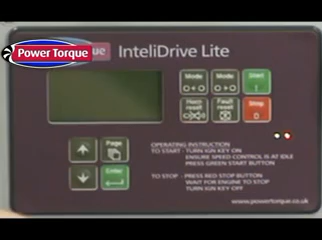 Power Torque
que InteliDrive Lite
Mode Mode Start
Horn reset Fault reset Stop
Page
Enter
OPERATING INSTRUCTION
TO START - TURN IGN KEY ON
ENSURE SPEED CONTROL IS AT IDLE
PRESS GREEN START BUTTON
TO STOP - PRESS RED STOP BUTTON
WAIT FOR ENGINE TO STOP
TURN IGN KEY OFF
www.powertorque.co.uk